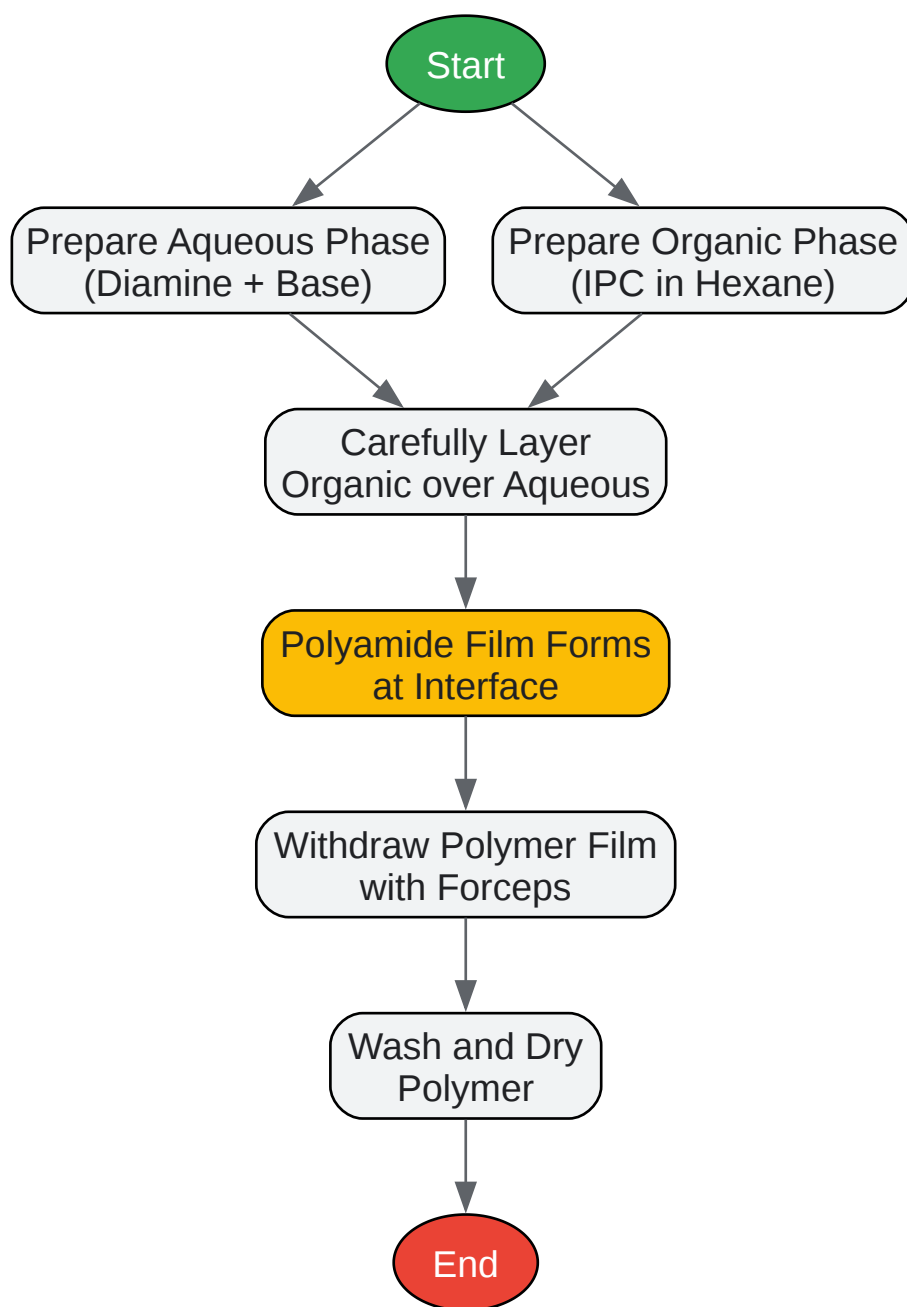 Start
Prepare Aqueous Phase
(Diamine + Base)
Prepare Organic Phase
(IPC in Hexane)
Carefully Layer
Organic over Aqueous
Polyamide Film Forms
at Interface
Withdraw Polymer Film
with Forceps
Wash and Dry
Polymer
End